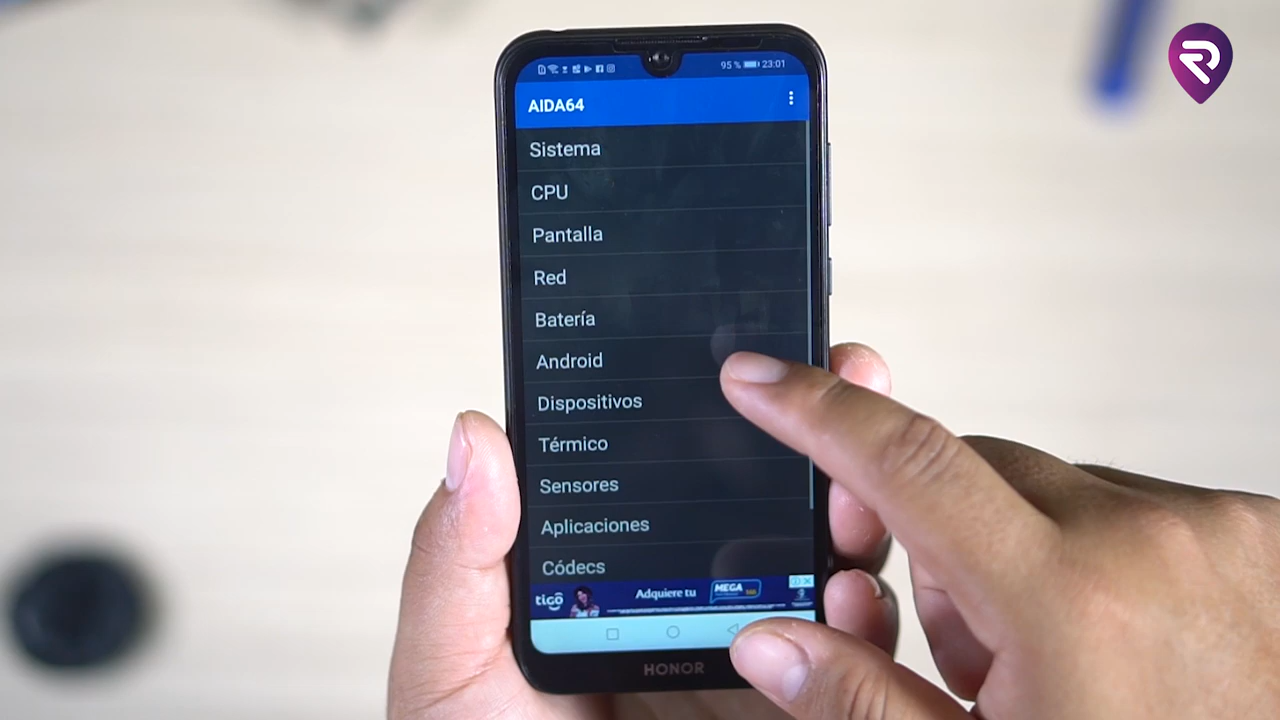 95 % 23:01
AIDA64
Sistema
CPU
Pantalla
Red
Batería
Android
Dispositivos
Térmico
Sensores
Aplicaciones
Códecs
tigo Adquiere tu MEGA
HONOR